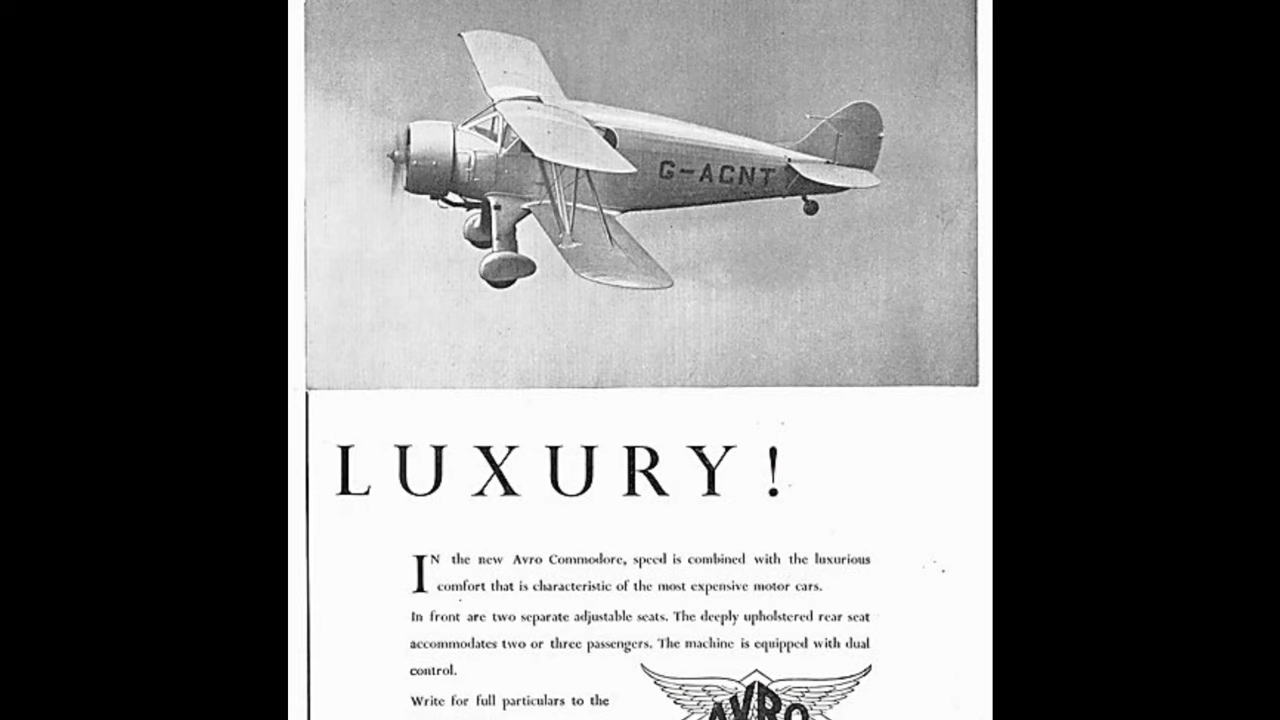 G-ACNT
LUXURY!
IN the new Avro Commodore, speed is combined with the luxurious
comfort that is characteristic of the most expensive motor cars.
In front are two separate adjustable seats. The deeply upholstered rear seat
accommodates two or three passengers. The machine is equipped with dual
control.
Write for full particulars to the
AVRO